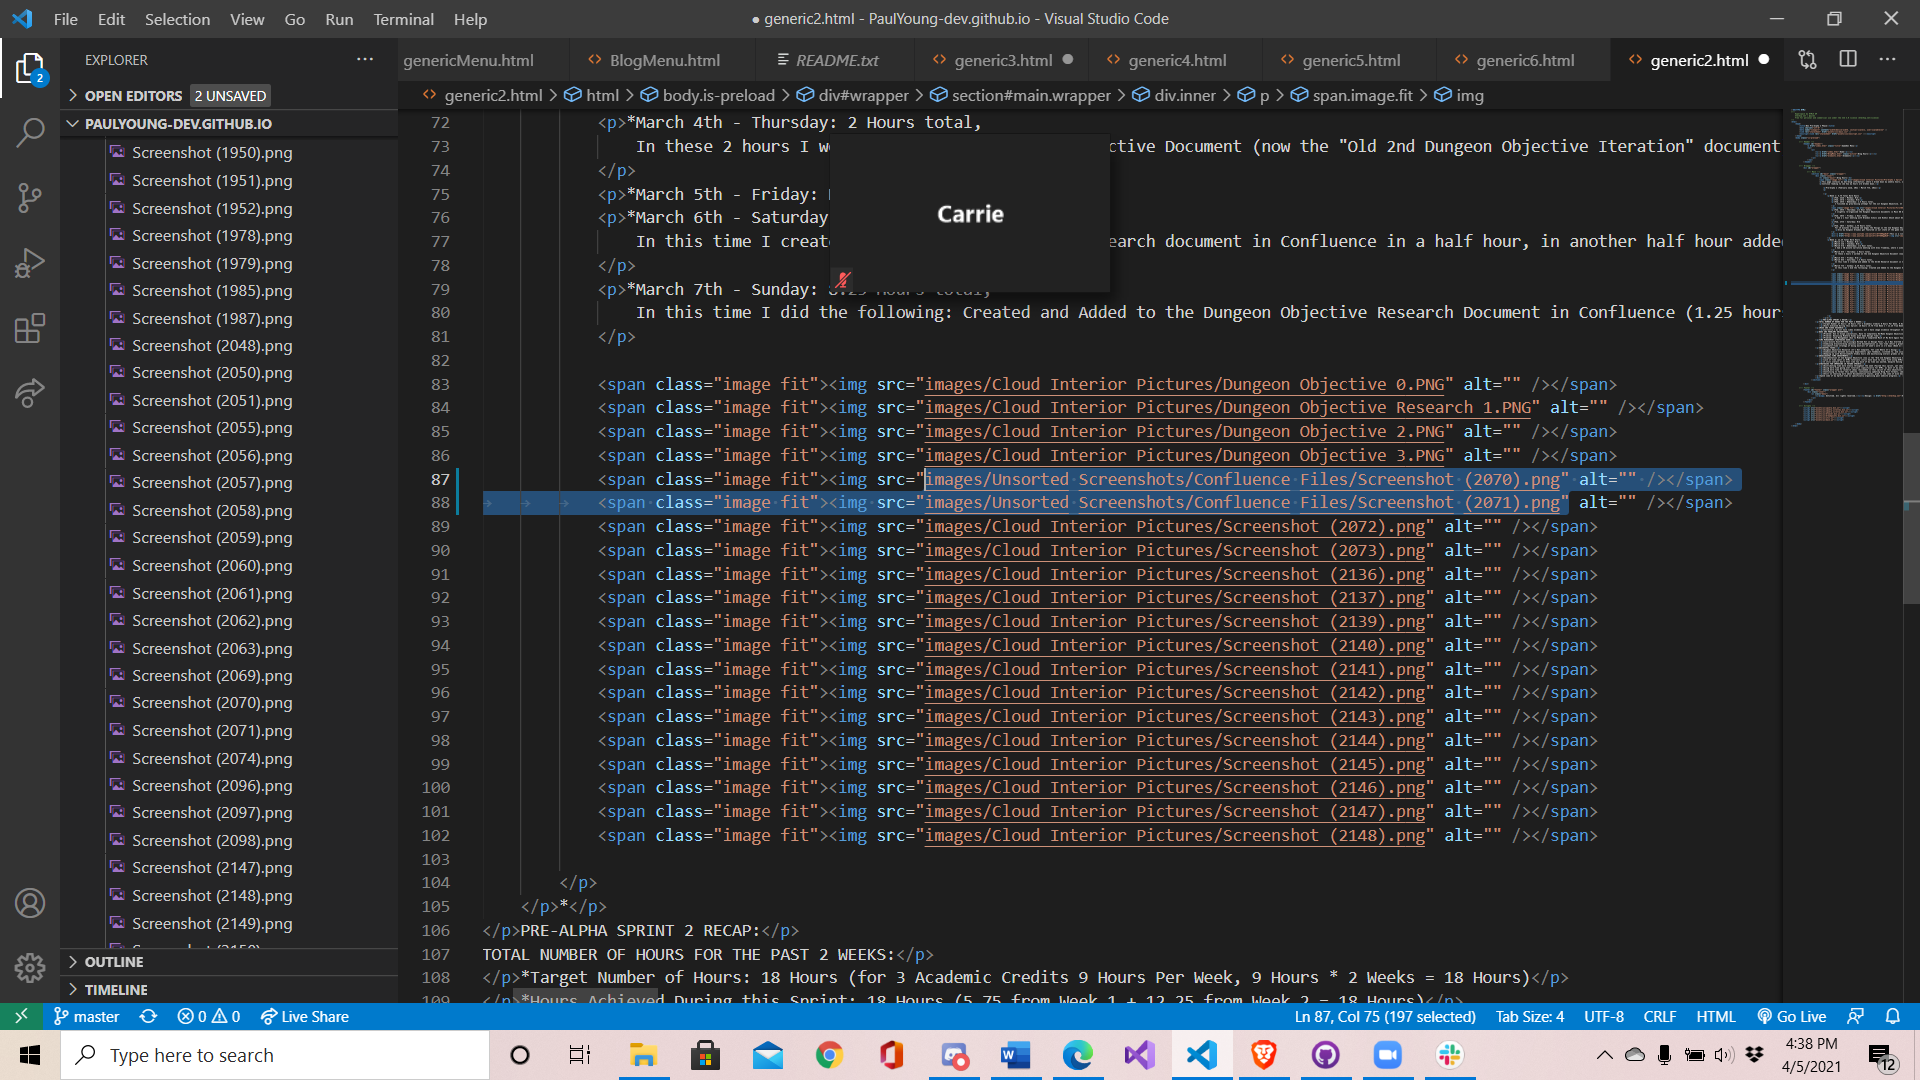 File Edit Selection View Go Run Terminal Help
● generic2.html - PaulYoung-dev.github.io - Visual Studio Code
EXPLORER
genericMenu.html BlogMenu.html README.txt generic3.html generic4.html generic5.html generic6.html generic2.html
OPEN EDITORS 2 UNSAVED
generic2.html > html > body.is-preload > div#wrapper > section#main.wrapper > div.inner > p > span.image.fit > img
PAULYOUNG-DEV.GITHUB.IO
Screenshot (1950).png
Screenshot (1951).png
Screenshot (1952).png
Screenshot (1978).png
Screenshot (1979).png
Screenshot (1985).png
Screenshot (1987).png
Screenshot (2048).png
Screenshot (2050).png
Screenshot (2051).png
Screenshot (2055).png
Screenshot (2056).png
Screenshot (2057).png
Screenshot (2058).png
Screenshot (2059).png
Screenshot (2060).png
Screenshot (2061).png
Screenshot (2062).png
Screenshot (2063).png
Screenshot (2069).png
Screenshot (2070).png
Screenshot (2071).png
Screenshot (2074).png
Screenshot (2096).png
Screenshot (2097).png
Screenshot (2098).png
Screenshot (2147).png
Screenshot (2148).png
Screenshot (2149).png
OUTLINE
TIMELINE
72 <p>*March 4th - Thursday: 2 Hours total,
73 In these 2 hours I ctive Document (now the "Old 2nd Dungeon Objective Iteration" document
74 </p>
75 <p>*March 5th - Friday:
76 <p>*March 6th - Saturday
77 In this time I search document in Confluence in a half hour, in another half hour adde
78 </p>
79 <p>*March 7th - Sunday: 8.25 Hours total,
80 In this time I did the following: Created and Added to the Dungeon Objective Research Document in Confluence (1.25 hour
81 </p>
82
83 <span class="image fit"><img src="images/Cloud Interior Pictures/Dungeon Objective 0.PNG" alt="" /></span>
84 <span class="image fit"><img src="images/Cloud Interior Pictures/Dungeon Objective Research 1.PNG" alt="" /></span>
85 <span class="image fit"><img src="images/Cloud Interior Pictures/Dungeon Objective 2.PNG" alt="" /></span>
86 <span class="image fit"><img src="images/Cloud Interior Pictures/Dungeon Objective 3.PNG" alt="" /></span>
87 <span class="image fit"><img src="images/Unsorted Screenshots/Confluence Files/Screenshot (2070).png" alt="" /></span>
88 <span class="image fit"><img src="images/Unsorted Screenshots/Confluence Files/Screenshot (2071).png" alt="" /></span>
89 <span class="image fit"><img src="images/Cloud Interior Pictures/Screenshot (2072).png" alt="" /></span>
90 <span class="image fit"><img src="images/Cloud Interior Pictures/Screenshot (2073).png" alt="" /></span>
91 <span class="image fit"><img src="images/Cloud Interior Pictures/Screenshot (2136).png" alt="" /></span>
92 <span class="image fit"><img src="images/Cloud Interior Pictures/Screenshot (2137).png" alt="" /></span>
93 <span class="image fit"><img src="images/Cloud Interior Pictures/Screenshot (2139).png" alt="" /></span>
94 <span class="image fit"><img src="images/Cloud Interior Pictures/Screenshot (2140).png" alt="" /></span>
95 <span class="image fit"><img src="images/Cloud Interior Pictures/Screenshot (2141).png" alt="" /></span>
96 <span class="image fit"><img src="images/Cloud Interior Pictures/Screenshot (2142).png" alt="" /></span>
97 <span class="image fit"><img src="images/Cloud Interior Pictures/Screenshot (2143).png" alt="" /></span>
98 <span class="image fit"><img src="images/Cloud Interior Pictures/Screenshot (2144).png" alt="" /></span>
99 <span class="image fit"><img src="images/Cloud Interior Pictures/Screenshot (2145).png" alt="" /></span>
100 <span class="image fit"><img src="images/Cloud Interior Pictures/Screenshot (2146).png" alt="" /></span>
101 <span class="image fit"><img src="images/Cloud Interior Pictures/Screenshot (2147).png" alt="" /></span>
102 <span class="image fit"><img src="images/Cloud Interior Pictures/Screenshot (2148).png" alt="" /></span>
103
104 </p>
105 </p>*</p>
106 </p>PRE-ALPHA SPRINT 2 RECAP:</p>
107 TOTAL NUMBER OF HOURS FOR THE PAST 2 WEEKS:</p>
108 </p>*Target Number of Hours: 18 Hours (for 3 Academic Credits 9 Hours Per Week, 9 Hours * 2 Weeks = 18 Hours)</p>
109 </p>*Hours Achieved During this Sprint: 18 Hours (5.75 from Week 1 + 12.25 from Week 2 = 18 Hours)</p>
Carrie
2
master 0 0 Live Share
Ln 87, Col 75 (197 selected) Tab Size: 4 UTF-8 CRLF HTML Go Live
Type here to search
4:38 PM
4/5/2021
12